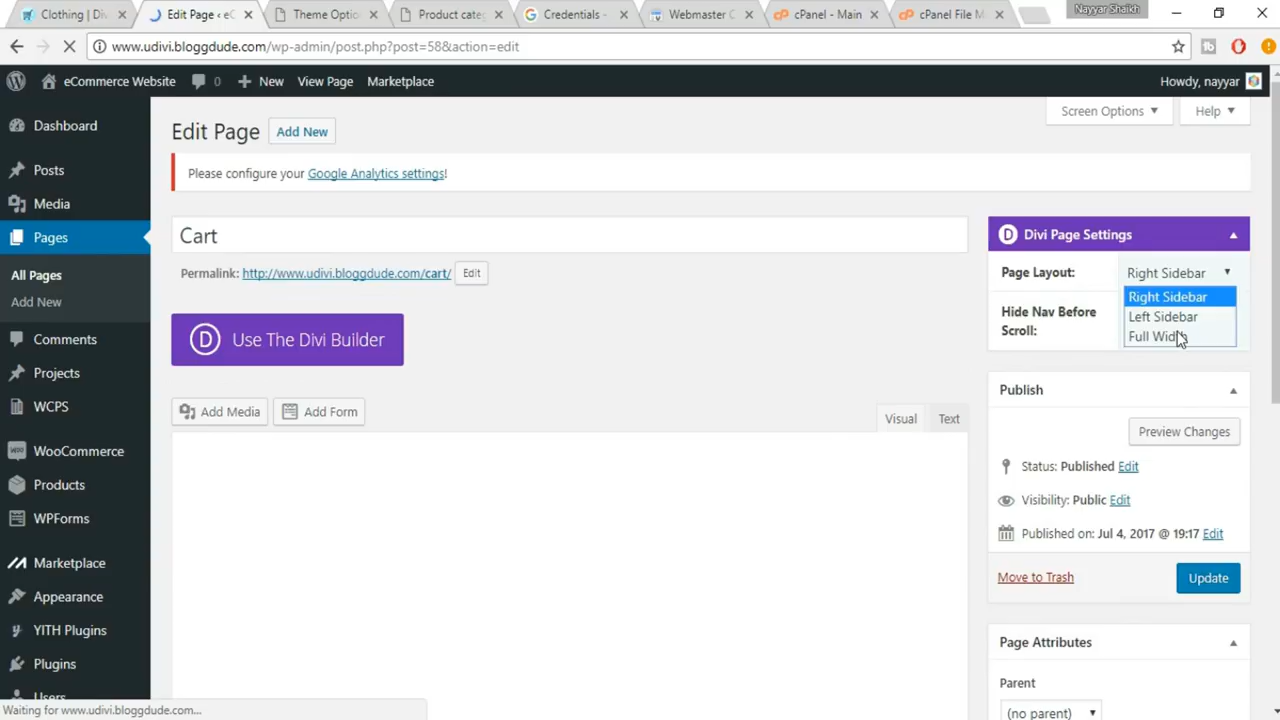 Nayyar Shaikh
Clothing | Div
Edit Page ‹ eC
Theme Optio
Product cate
Credentials -
Webmaster C
cPanel - Main
cPanel File M
www.udivi.bloggdude.com/wp-admin/post.php?post=58&action=edit
eCommerce Website 0 New View Page Marketplace Howdy, nayyar
Screen Options Help
Dashboard
Posts
Media
Pages
All Pages
Add New
Comments
Projects
WCPS
WooCommerce
Products
WPForms
Marketplace
Appearance
YITH Plugins
Plugins
Users
Edit Page Add New
Please configure your Google Analytics settings!
Cart
Permalink: http://www.udivi.bloggdude.com/cart/ Edit
D Use The Divi Builder
Add Media Add Form
Visual Text
D Divi Page Settings
Page Layout: Right Sidebar
Right Sidebar
Left Sidebar
Full Width
Hide Nav Before
Scroll:
Publish
Preview Changes
Status: Published Edit
Visibility: Public Edit
Published on: Jul 4, 2017 @ 19:17 Edit
Move to Trash Update
Page Attributes
Parent
(no parent)
Waiting for www.udivi.bloggdude.com...